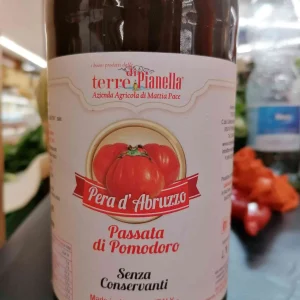 terre di Pianella
Azienda Agricola di Mattia Pace
Pera d'Abruzzo
Passata
di Pomodoro
Senza
Conservanti